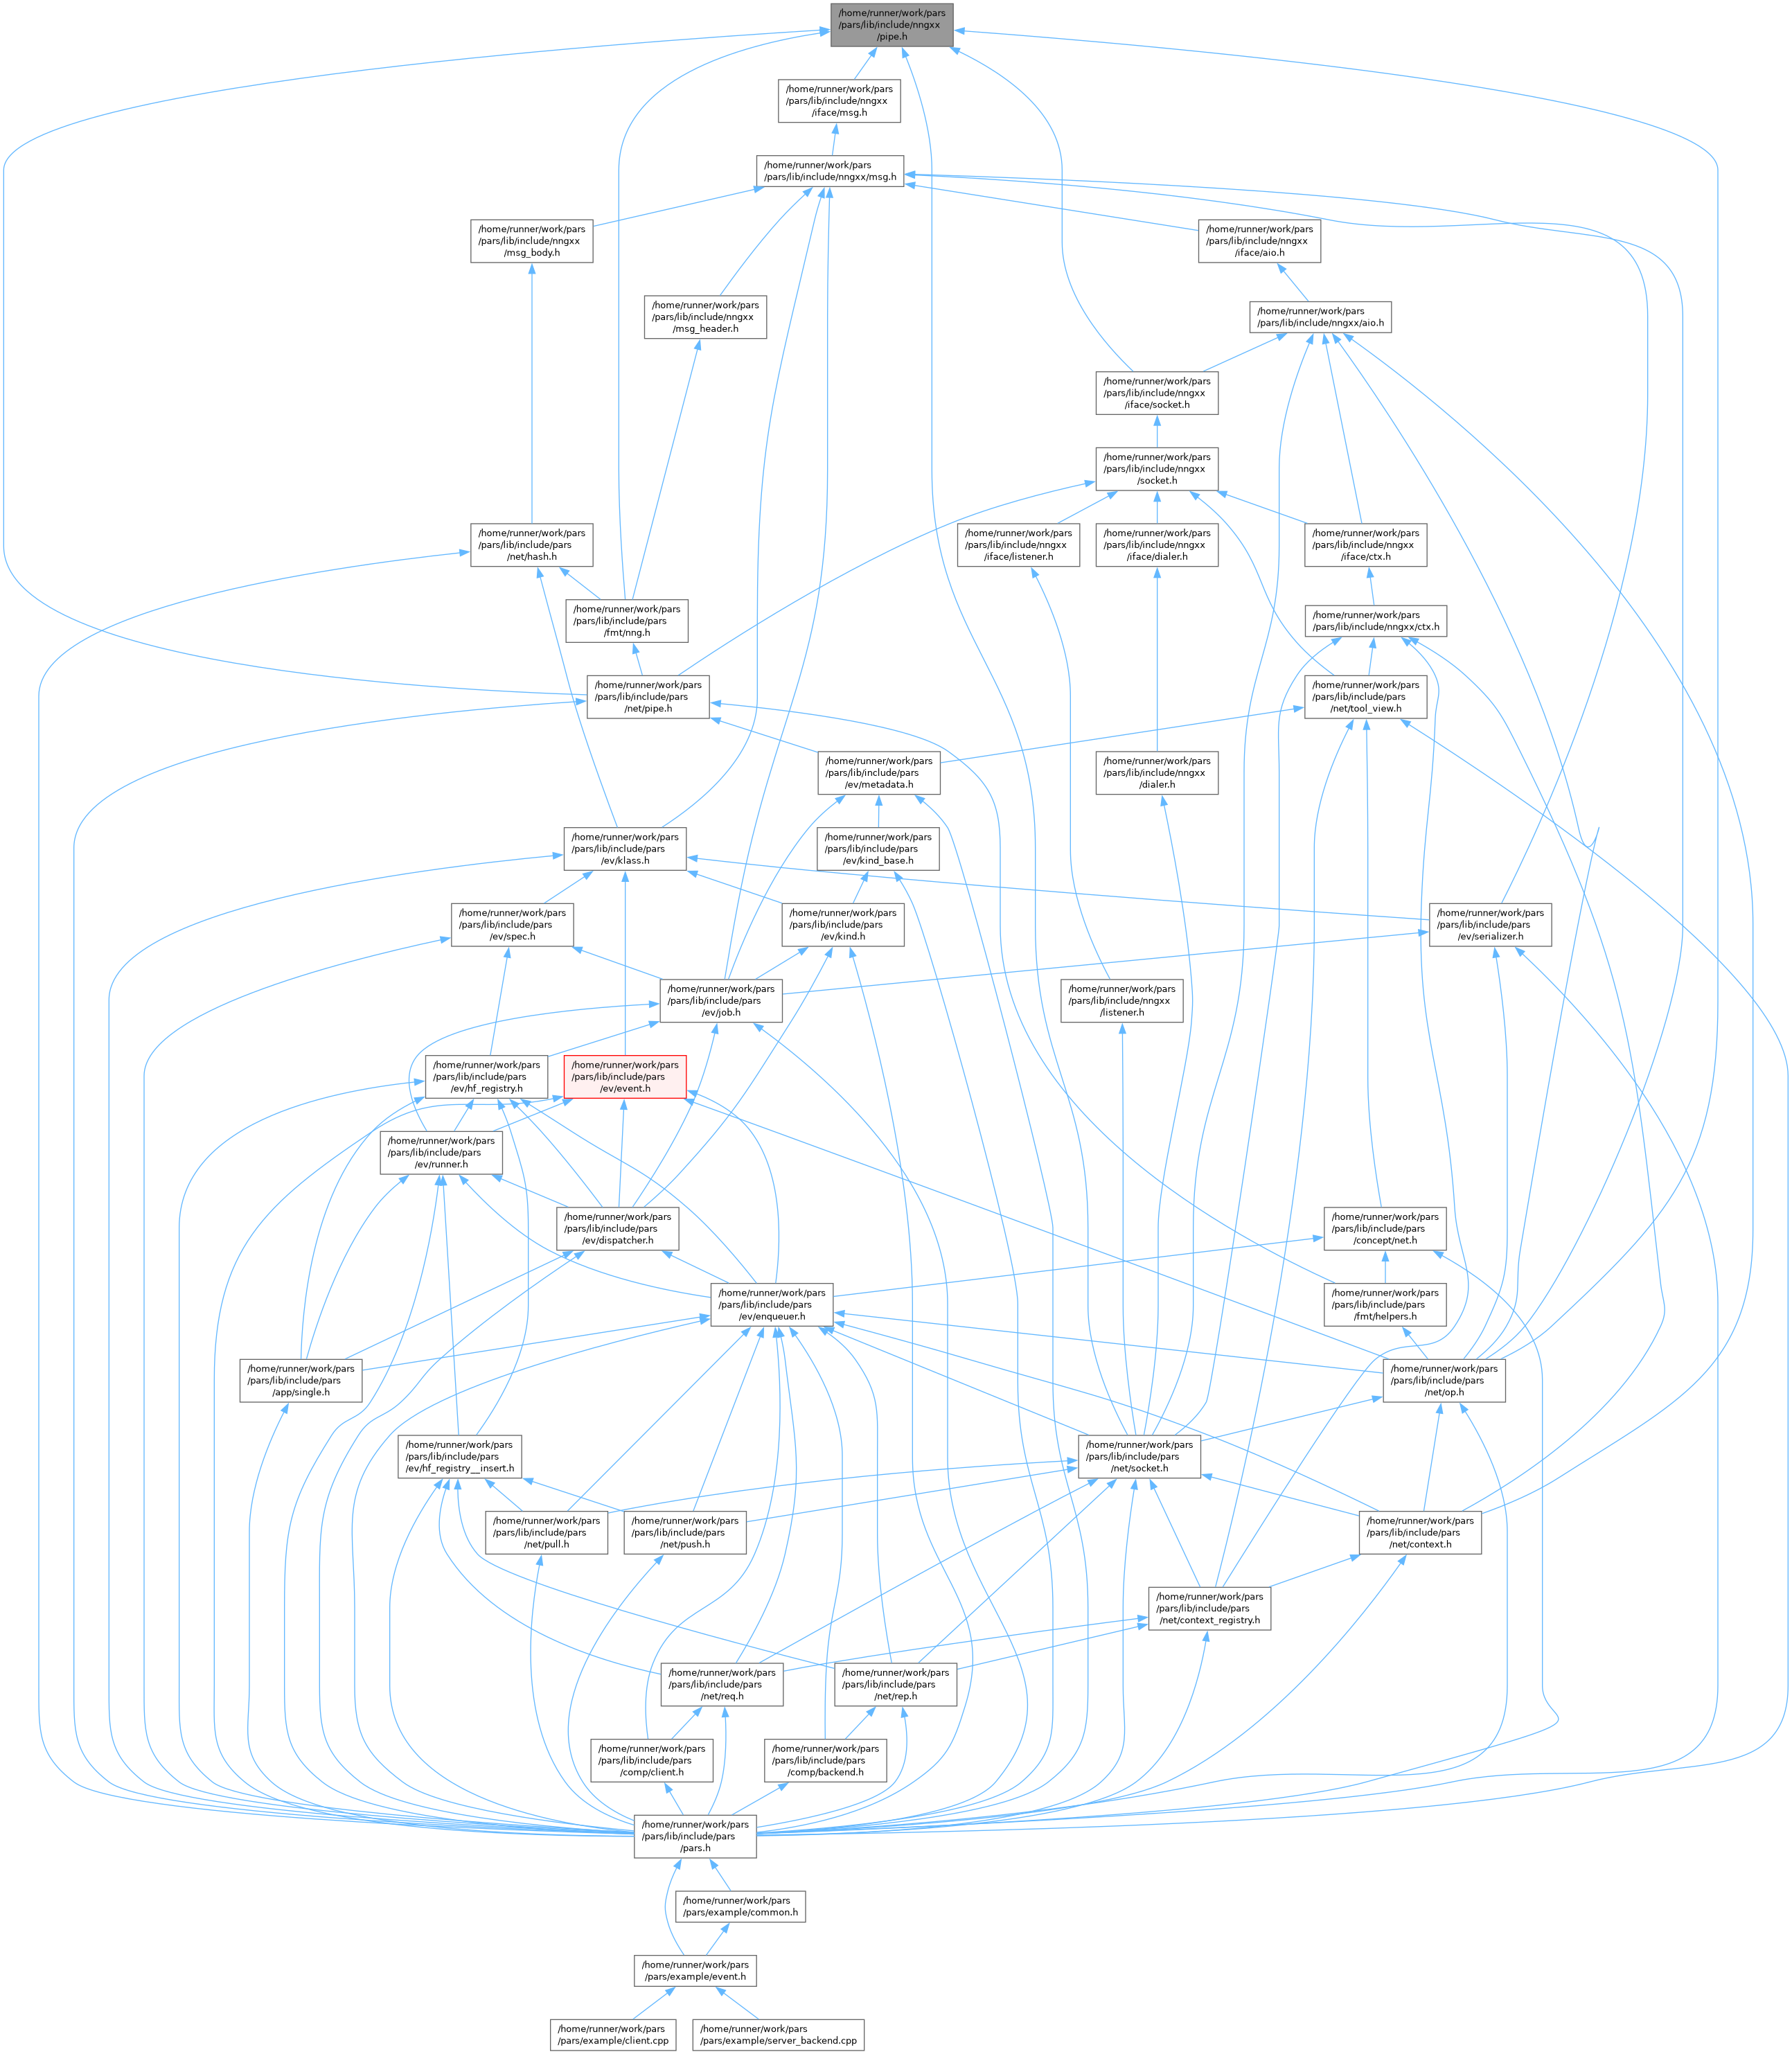 /home/runner/work/pars
/pars/lib/include/nngxx
/pipe.h
/home/runner/work/pars
/pars/lib/include/nngxx
/iface/msg.h
/home/runner/work/pars
/pars/lib/include/nngxx/msg.h
/home/runner/work/pars
/pars/lib/include/nngxx
/msg_body.h
/home/runner/work/pars
/pars/lib/include/nngxx
/iface/aio.h
/home/runner/work/pars
/pars/lib/include/nngxx
/msg_header.h
/home/runner/work/pars
/pars/lib/include/nngxx/aio.h
/home/runner/work/pars
/pars/lib/include/nngxx
/iface/socket.h
/home/runner/work/pars
/pars/lib/include/nngxx
/socket.h
/home/runner/work/pars
/pars/lib/include/pars
/net/hash.h
/home/runner/work/pars
/pars/lib/include/nngxx
/iface/listener.h
/home/runner/work/pars
/pars/lib/include/nngxx
/iface/dialer.h
/home/runner/work/pars
/pars/lib/include/nngxx
/iface/ctx.h
/home/runner/work/pars
/pars/lib/include/pars
/fmt/nng.h
/home/runner/work/pars
/pars/lib/include/nngxx/ctx.h
/home/runner/work/pars
/pars/lib/include/pars
/net/pipe.h
/home/runner/work/pars
/pars/lib/include/pars
/net/tool_view.h
/home/runner/work/pars
/pars/lib/include/pars
/ev/metadata.h
/home/runner/work/pars
/pars/lib/include/nngxx
/dialer.h
/home/runner/work/pars
/pars/lib/include/pars
/ev/klass.h
/home/runner/work/pars
/pars/lib/include/pars
/ev/kind_base.h
/home/runner/work/pars
/pars/lib/include/pars
/ev/spec.h
/home/runner/work/pars
/pars/lib/include/pars
/ev/kind.h
/home/runner/work/pars
/pars/lib/include/pars
/ev/serializer.h
/home/runner/work/pars
/pars/lib/include/pars
/ev/job.h
/home/runner/work/pars
/pars/lib/include/nngxx
/listener.h
/home/runner/work/pars
/pars/lib/include/pars
/ev/hf_registry.h
/home/runner/work/pars
/pars/lib/include/pars
/ev/event.h
/home/runner/work/pars
/pars/lib/include/pars
/ev/runner.h
/home/runner/work/pars
/pars/lib/include/pars
/ev/dispatcher.h
/home/runner/work/pars
/pars/lib/include/pars
/concept/net.h
/home/runner/work/pars
/pars/lib/include/pars
/ev/enqueuer.h
/home/runner/work/pars
/pars/lib/include/pars
/fmt/helpers.h
/home/runner/work/pars
/pars/lib/include/pars
/app/single.h
/home/runner/work/pars
/pars/lib/include/pars
/net/op.h
/home/runner/work/pars
/pars/lib/include/pars
/ev/hf_registry__insert.h
/home/runner/work/pars
/pars/lib/include/pars
/net/socket.h
/home/runner/work/pars
/pars/lib/include/pars
/net/pull.h
/home/runner/work/pars
/pars/lib/include/pars
/net/push.h
/home/runner/work/pars
/pars/lib/include/pars
/net/context.h
/home/runner/work/pars
/pars/lib/include/pars
/net/context_registry.h
/home/runner/work/pars
/pars/lib/include/pars
/net/req.h
/home/runner/work/pars
/pars/lib/include/pars
/net/rep.h
/home/runner/work/pars
/pars/lib/include/pars
/comp/client.h
/home/runner/work/pars
/pars/lib/include/pars
/comp/backend.h
/home/runner/work/pars
/pars/lib/include/pars
/pars.h
/home/runner/work/pars
/pars/example/common.h
/home/runner/work/pars
/pars/example/event.h
/home/runner/work/pars
/pars/example/client.cpp
/home/runner/work/pars
/pars/example/server_backend.cpp